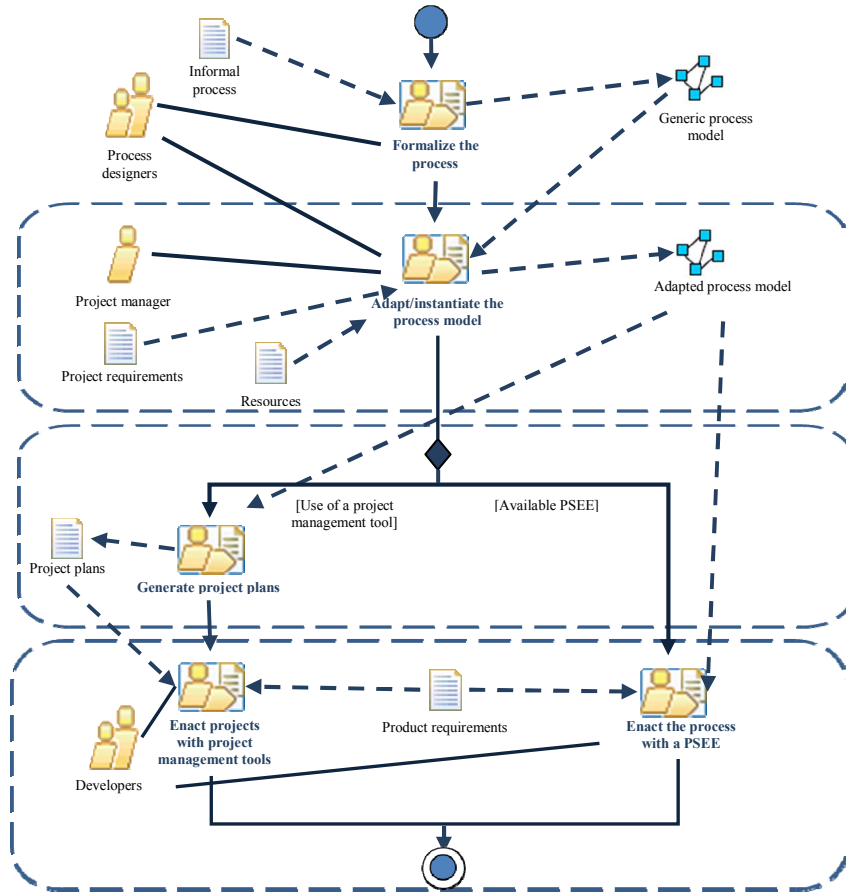 Informal
process
Process
designers
Formalize the
process
Generic process
model
Project manager
Adapt/instantiate the
process model
Adapted process model
Project requirements
Resources
[Use of a project
management tool]
[Available PSEE]
Project plans
Generate project plans
Enact projects
with project
management tools
Product requirements
Enact the process
with a PSEE
Developers